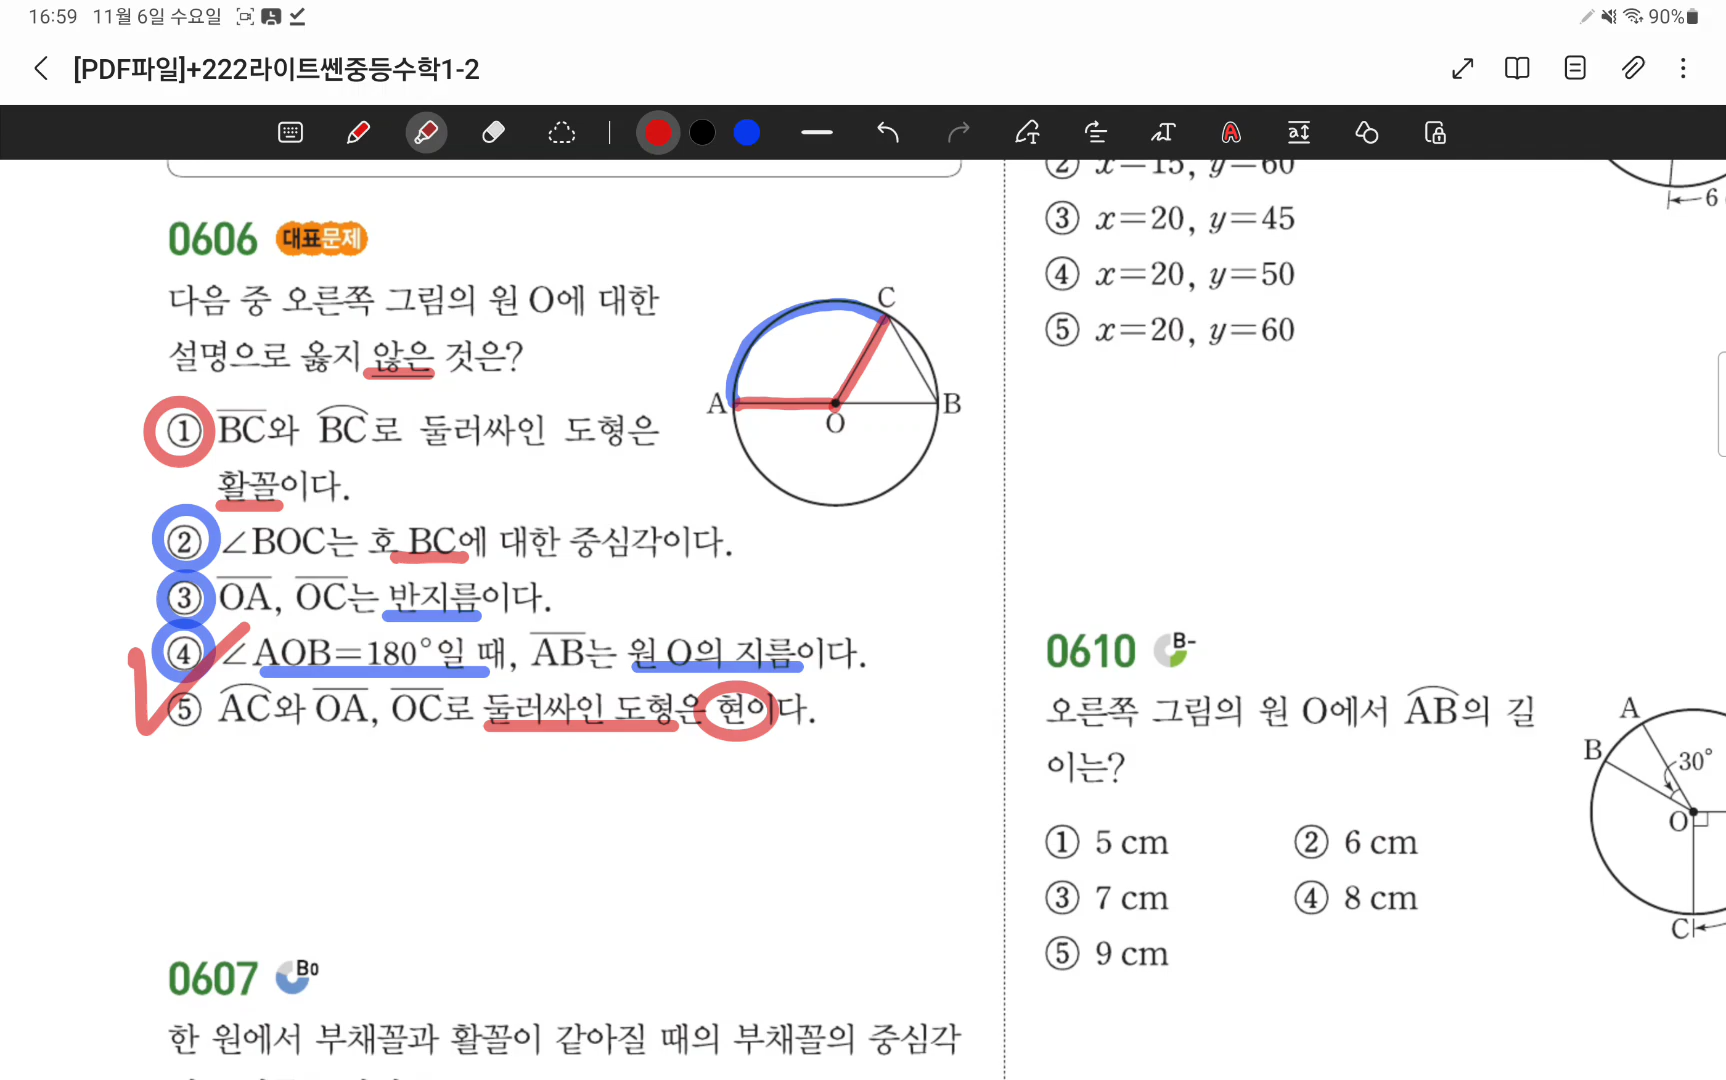 16:59 11월 6일 수요일
90%
[PDF파일]+222라이트쎈중등수학1-2
0606 대표문제
다음 중 오른쪽 그림의 원 O에 대한
설명으로 옳지 않은 것은?
① BC와 BC로 둘러싸인 도형은
활꼴이다.
② ∠BOC는 호 BC에 대한 중심각이다.
③ OA, OC는 반지름이다.
④ ∠AOB=180°일 때, AB는 원 O의 지름이다.
⑤ AC와 OA, OC로 둘러싸인 도형은 현이다.
C
A
O
B
0607 B0
한 원에서 부채꼴과 활꼴이 같아질 때의 부채꼴의 중심각
② x=15, y=60
③ x=20, y=45
④ x=20, y=50
⑤ x=20, y=60
6
0610 B-
오른쪽 그림의 원 O에서 AB의 길
이는?
① 5 cm ② 6 cm
③ 7 cm ④ 8 cm
⑤ 9 cm
A
B
30°
O
C